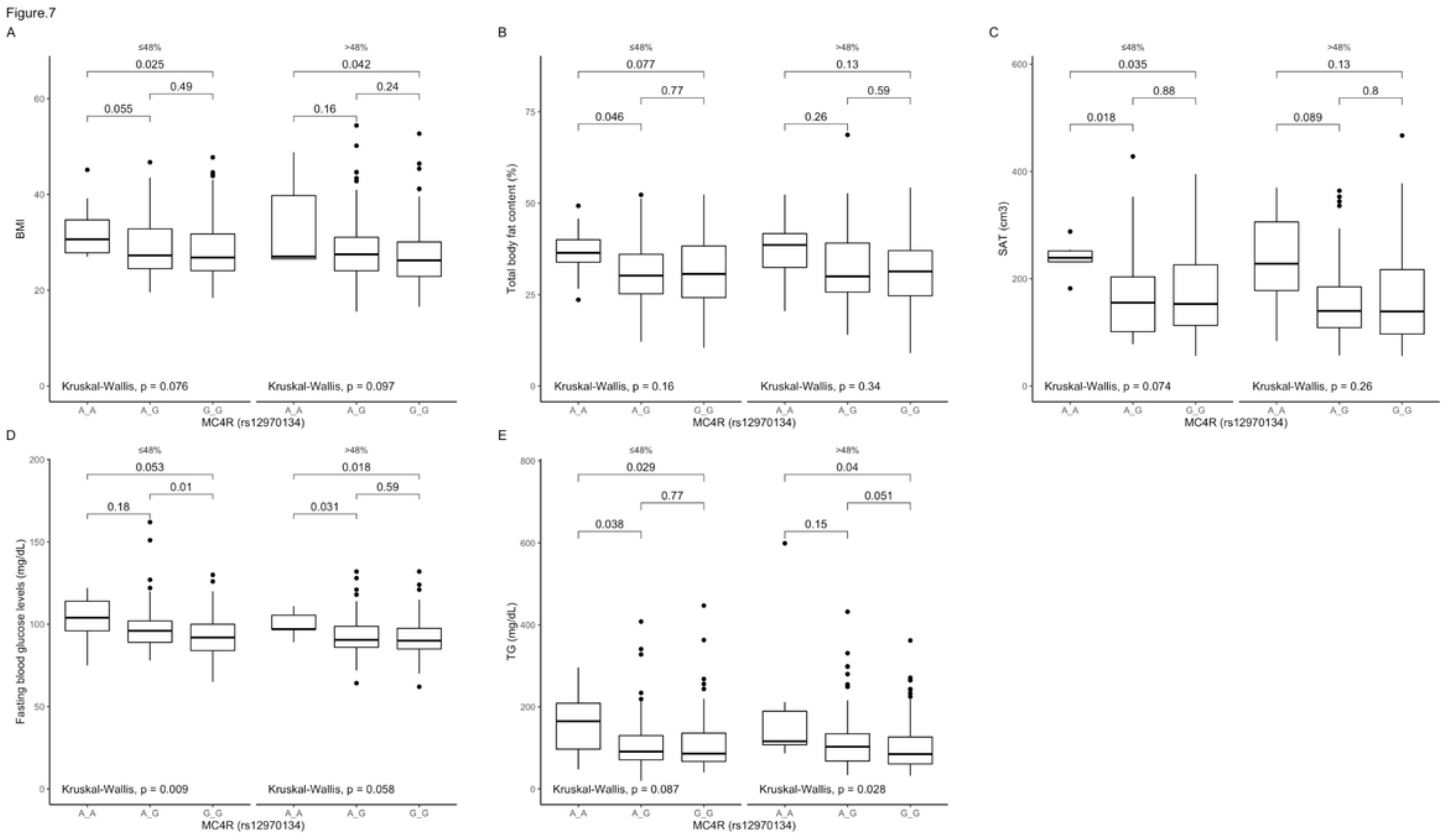 Figure.7
A
≤48%
>48%
0.025
0.042
0.49
0.24
0.055
0.16
BMI
60
40
20
0
Kruskal-Wallis, p = 0.076
Kruskal-Wallis, p = 0.097
A_A
A_G
G_G
A_A
A_G
G_G
MC4R (rs12970134)
B
≤48%
>48%
0.077
0.13
0.77
0.59
0.046
0.26
Total body fat content (%)
75
50
25
0
Kruskal-Wallis, p = 0.16
Kruskal-Wallis, p = 0.34
A_A
A_G
G_G
A_A
A_G
G_G
MC4R (rs12970134)
C
≤48%
>48%
0.035
0.13
0.88
0.8
0.018
0.089
SAT (cm3)
600
400
200
0
Kruskal-Wallis, p = 0.074
Kruskal-Wallis, p = 0.26
A_A
A_G
G_G
A_A
A_G
G_G
MC4R (rs12970134)
D
≤48%
>48%
0.053
0.018
0.01
0.59
0.18
0.031
Fasting blood glucose levels (mg/dL)
200
150
100
50
0
Kruskal-Wallis, p = 0.009
Kruskal-Wallis, p = 0.058
A_A
A_G
G_G
A_A
A_G
G_G
MC4R (rs12970134)
E
≤48%
>48%
0.029
0.04
0.77
0.051
0.038
0.15
TG (mg/dL)
800
600
400
200
0
Kruskal-Wallis, p = 0.087
Kruskal-Wallis, p = 0.028
A_A
A_G
G_G
A_A
A_G
G_G
MC4R (rs12970134)